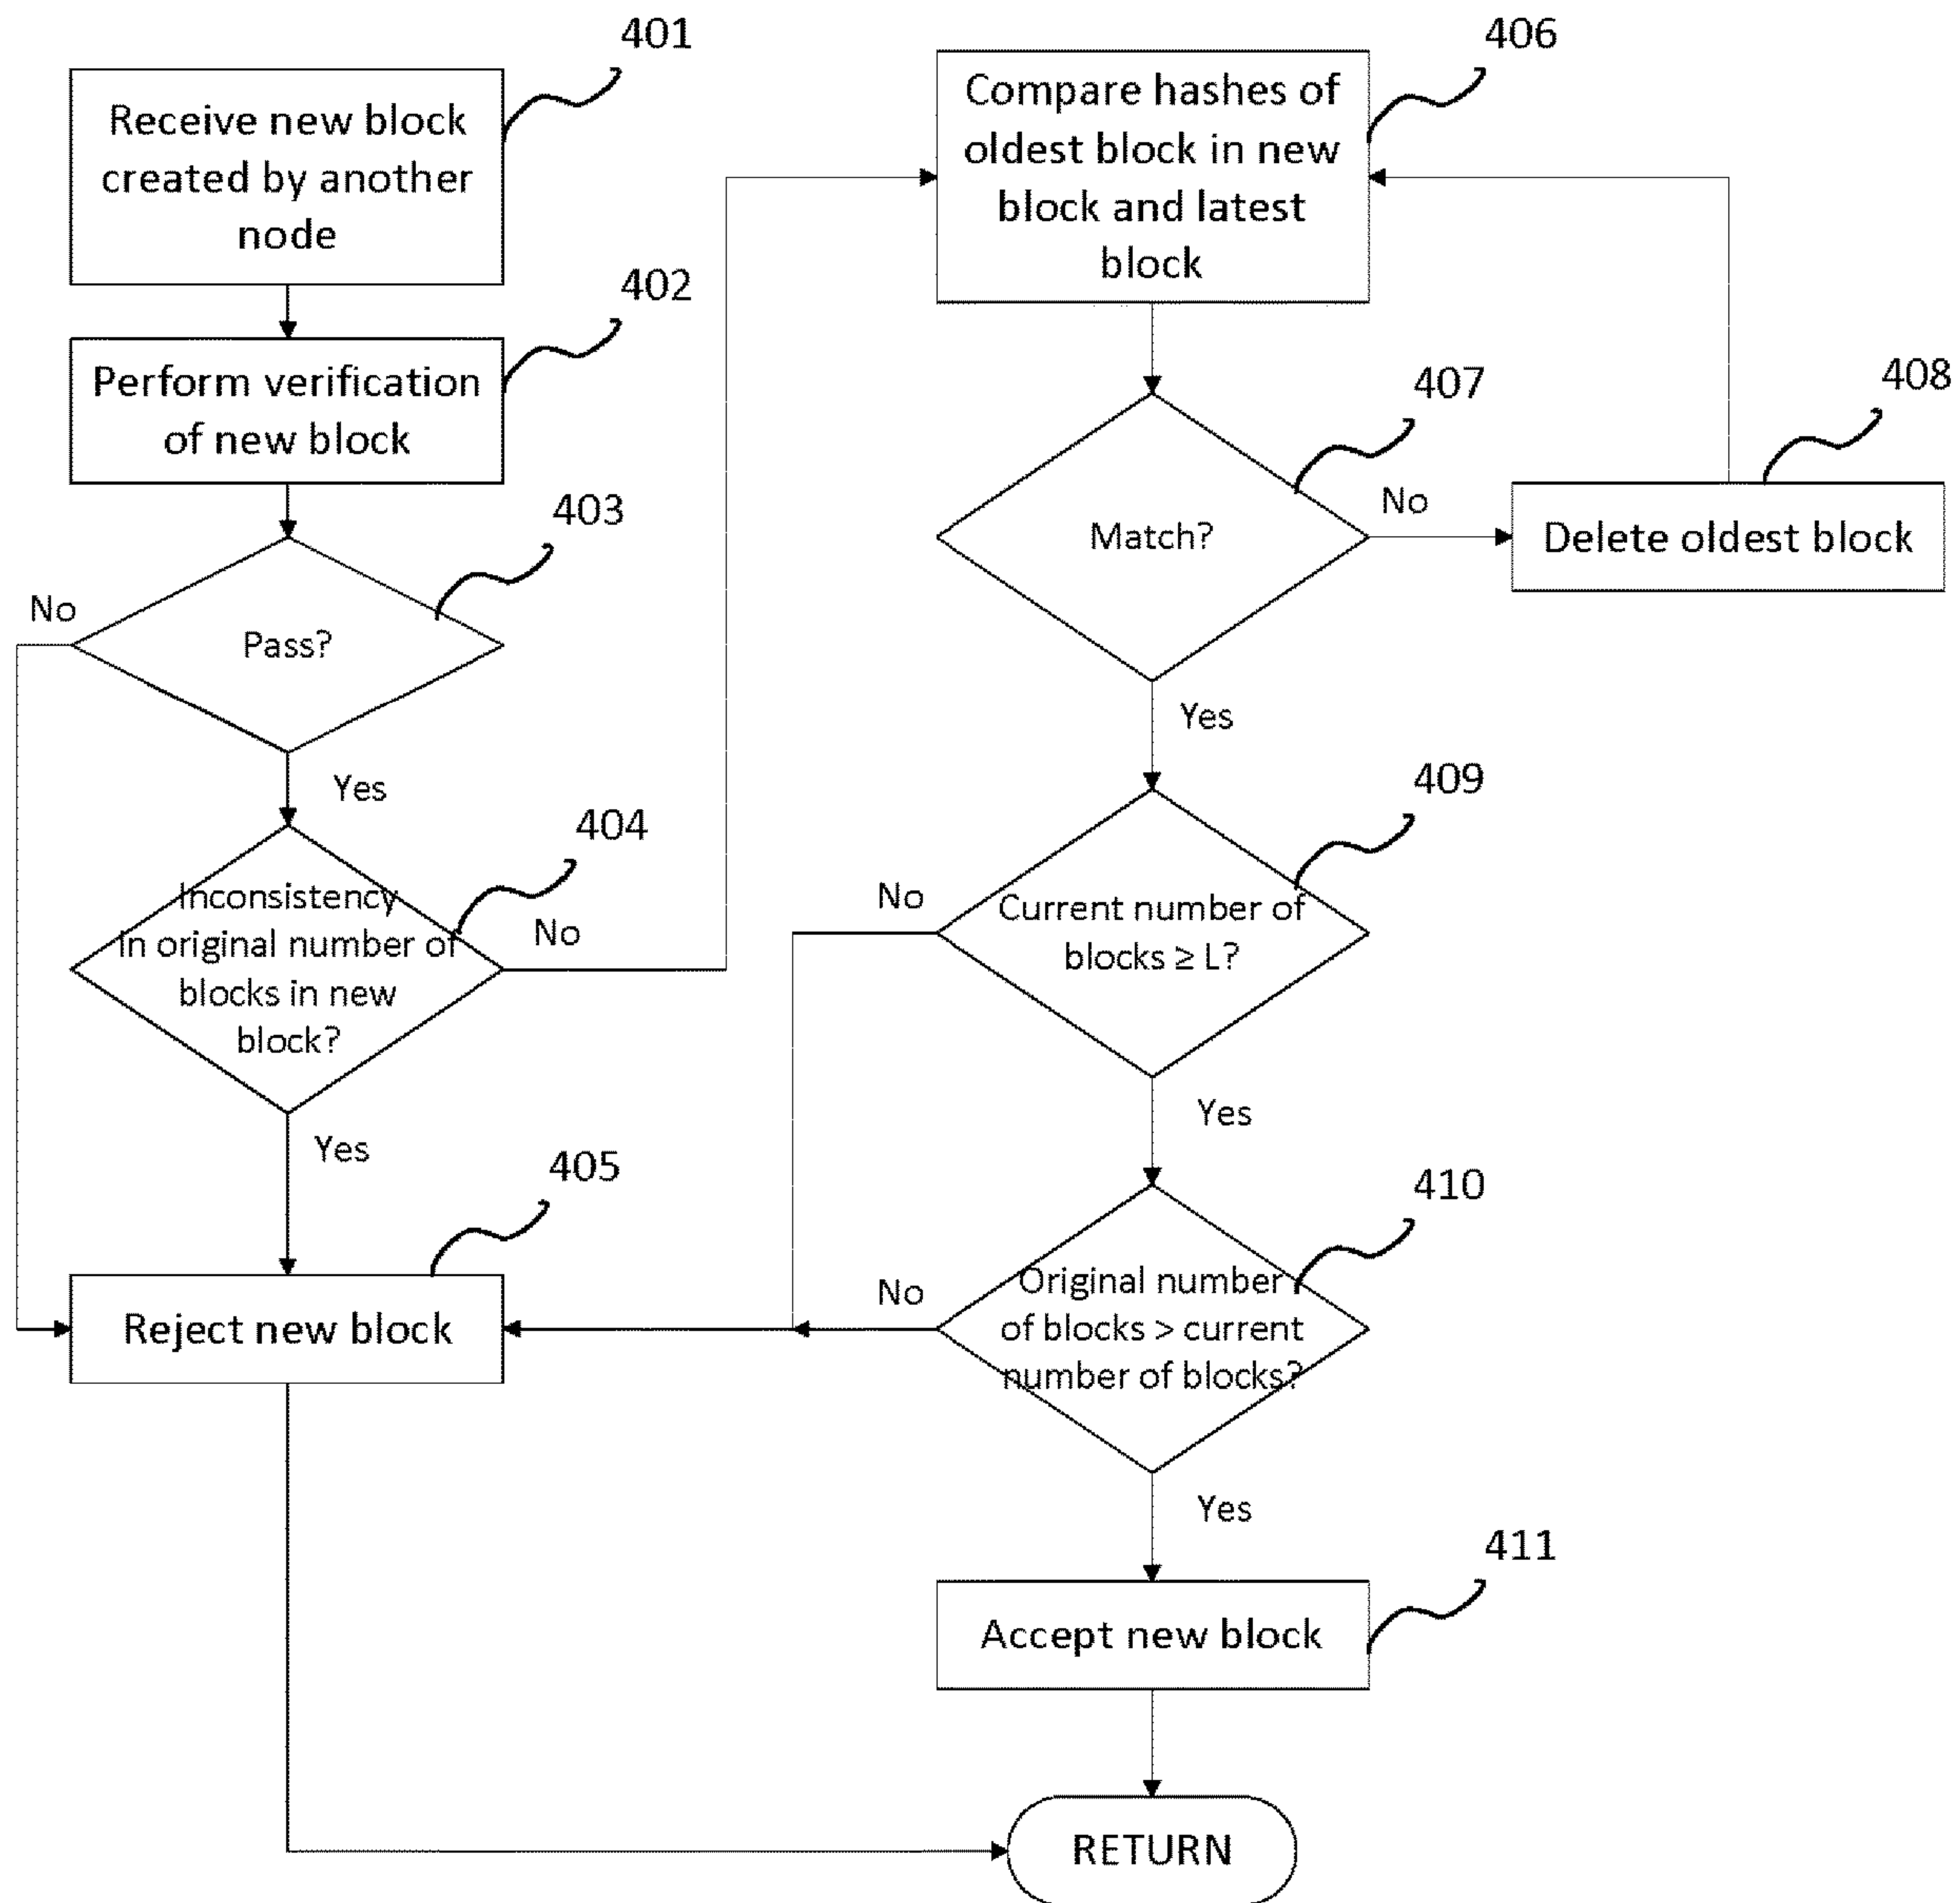 401
Receive new block
created by another
node
402
Perform verification
of new block
403
Pass?
No
Yes
404
Inconsistency
in original number of
blocks in new
block?
No
Yes
405
Reject new block
406
Compare hashes of
oldest block in new
block and latest
block
407
Match?
No
408
Delete oldest block
Yes
409
Current number of
blocks ≥ L?
No
Yes
410
Original number
of blocks > current
number of blocks?
No
Yes
411
Accept new block
RETURN